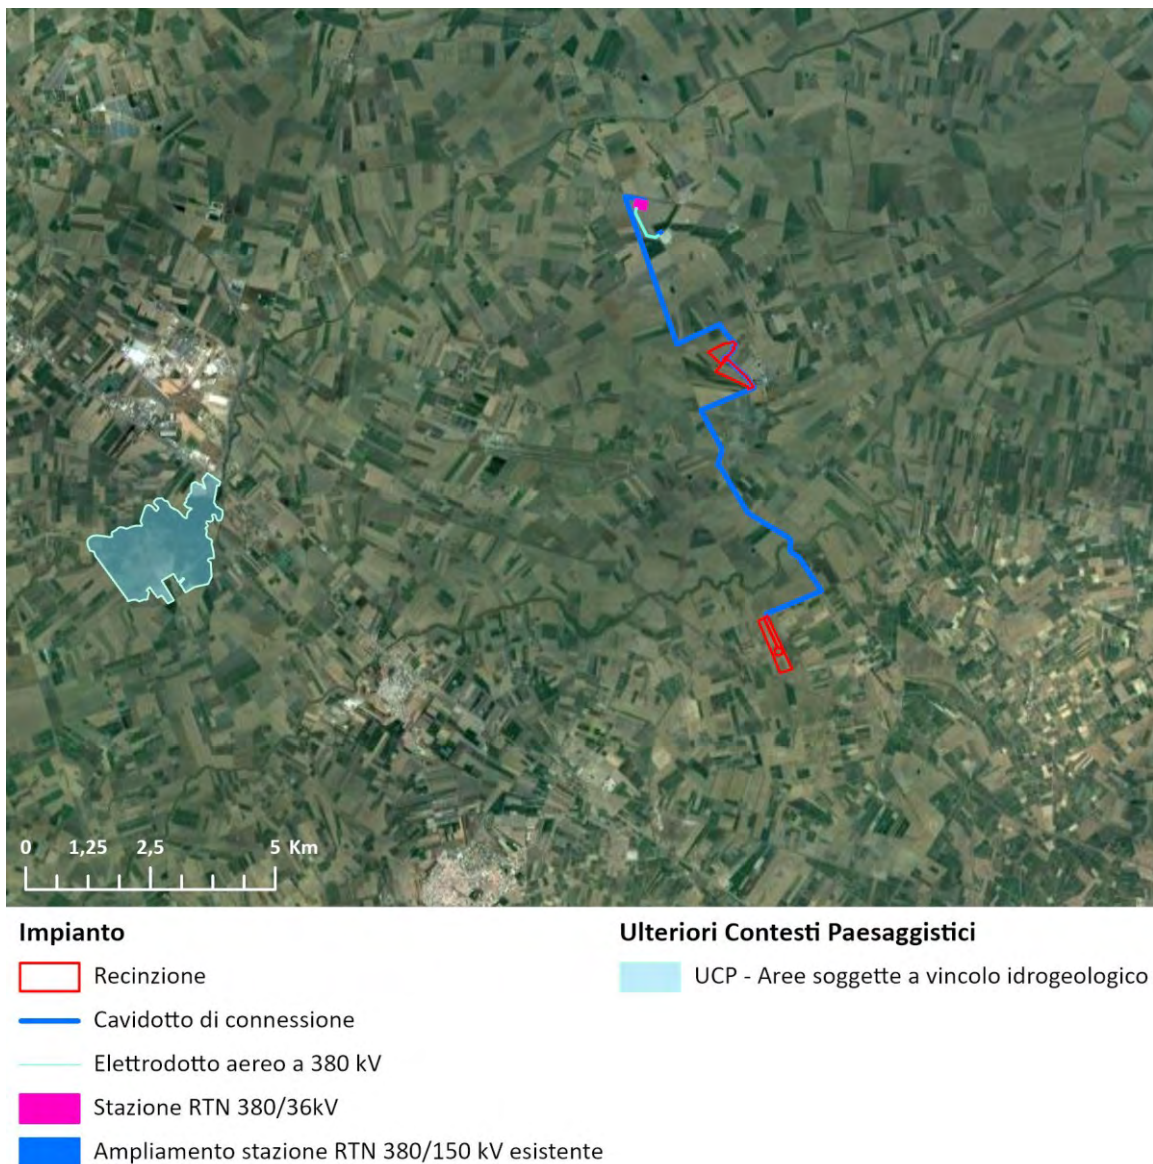 0 1,25 2,5 5 Km
Impianto
Recinzione
Cavidotto di connessione
Elettrodotto aereo a 380 kV
Stazione RTN 380/36kV
Ampliamento stazione RTN 380/150 kV esistente
Ulteriori Contesti Paesaggistici
UCP - Aree soggette a vincolo idrogeologico